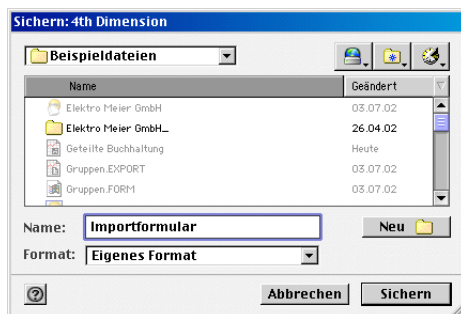 Sichern: 4th Dimension
Beispieldateien
Name Geändert
Elektro Meier GmbH 03.07.02
Elektro Meier GmbH_ 26.04.02
Geteilte Buchhaltung Heute
Gruppen.EXPORT 03.07.02
Gruppen.FORM 03.07.02
Name: Importformular Neu
Format: Eigenes Format
? Abbrechen Sichern